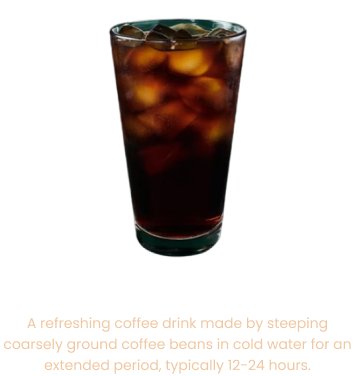 A refreshing coffee drink made by steeping
coarsely ground coffee beans in cold water for an
extended period, typically 12-24 hours.